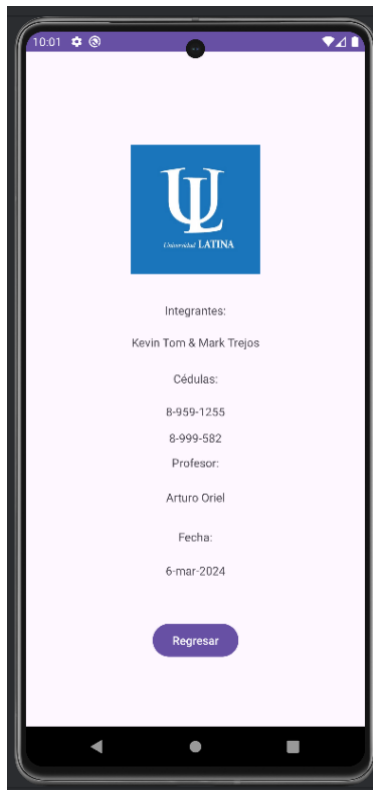 10:01
UL
Universidad LATINA
Integrantes:
Kevin Tom & Mark Trejos
Cédulas:
8-959-1255
8-999-582
Profesor:
Arturo Oriel
Fecha:
6-mar-2024
Regresar